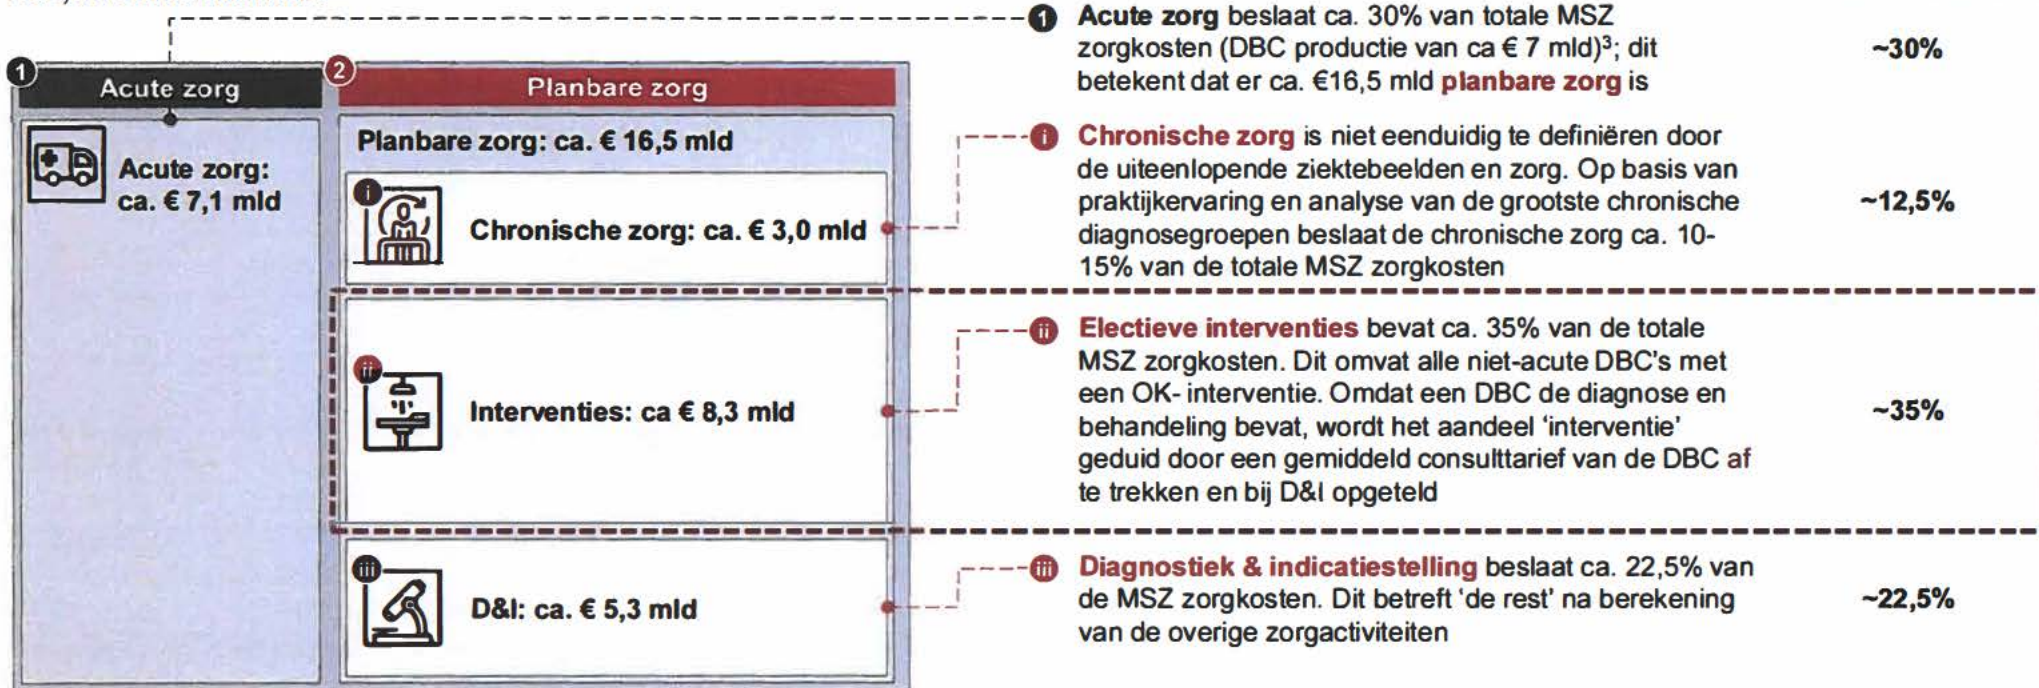 1 Acute zorg
Acute zorg:
ca. € 7,1 mld
2 Planbare zorg
Planbare zorg: ca. € 16,5 mld
i Chronische zorg: ca. € 3,0 mld
ii Interventies: ca € 8,3 mld
iii D&I: ca. € 5,3 mld
1 Acute zorg beslaat ca. 30% van totale MSZ
zorgkosten (DBC productie van ca € 7 mld)³; dit
betekent dat er ca. €16,5 mld planbare zorg is
~30%
i Chronische zorg is niet eenduidig te definiëren door
de uiteenlopende ziektebeelden en zorg. Op basis van
praktijkervaring en analyse van de grootste chronische
diagnosegroepen beslaat de chronische zorg ca. 10-
15% van de totale MSZ zorgkosten
~12,5%
ii Electieve interventies bevat ca. 35% van de totale
MSZ zorgkosten. Dit omvat alle niet-acute DBC's met
een OK- interventie. Omdat een DBC de diagnose en
behandeling bevat, wordt het aandeel 'interventie'
geduid door een gemiddeld consulttarief van de DBC af
te trekken en bij D&I opgeteld
~35%
iii Diagnostiek & indicatiestelling beslaat ca. 22,5% van
de MSZ zorgkosten. Dit betreft 'de rest' na berekening
van de overige zorgactiviteiten
~22,5%